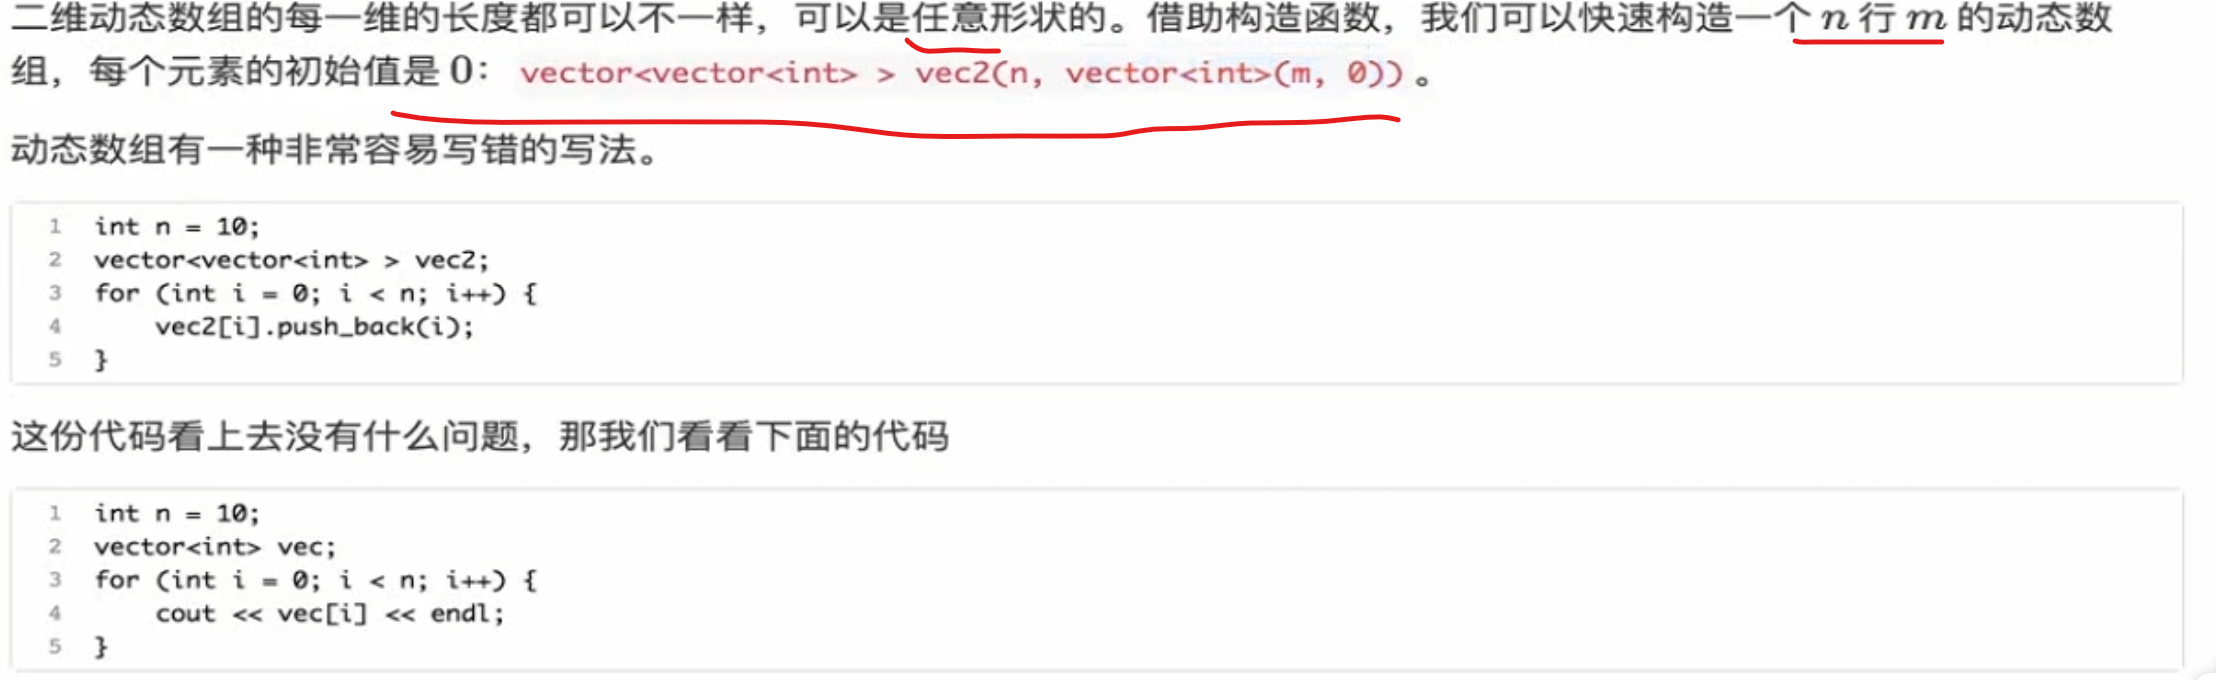 二维动态数组的每一维的长度都可以不一样，可以是任意形状的。借助构造函数，我们可以快速构造一个 n 行 m 的动态数
组，每个元素的初始值是 0： vector<vector<int> > vec2(n, vector<int>(m, 0)) 。
动态数组有一种非常容易写错的写法。
1 int n = 10;
2 vector<vector<int> > vec2;
3 for (int i = 0; i < n; i++) {
4     vec2[i].push_back(i);
5 }
这份代码看上去没有什么问题，那我们看看下面的代码
1 int n = 10;
2 vector<int> vec;
3 for (int i = 0; i < n; i++) {
4     cout << vec[i] << endl;
5 }